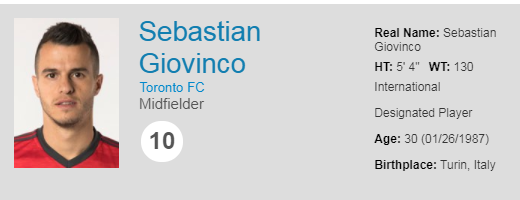 Sebastian
Giovinco
Toronto FC
Midfielder
10
Real Name: Sebastian
Giovinco
HT: 5' 4" WT: 130
International
Designated Player
Age: 30 (01/26/1987)
Birthplace: Turin, Italy